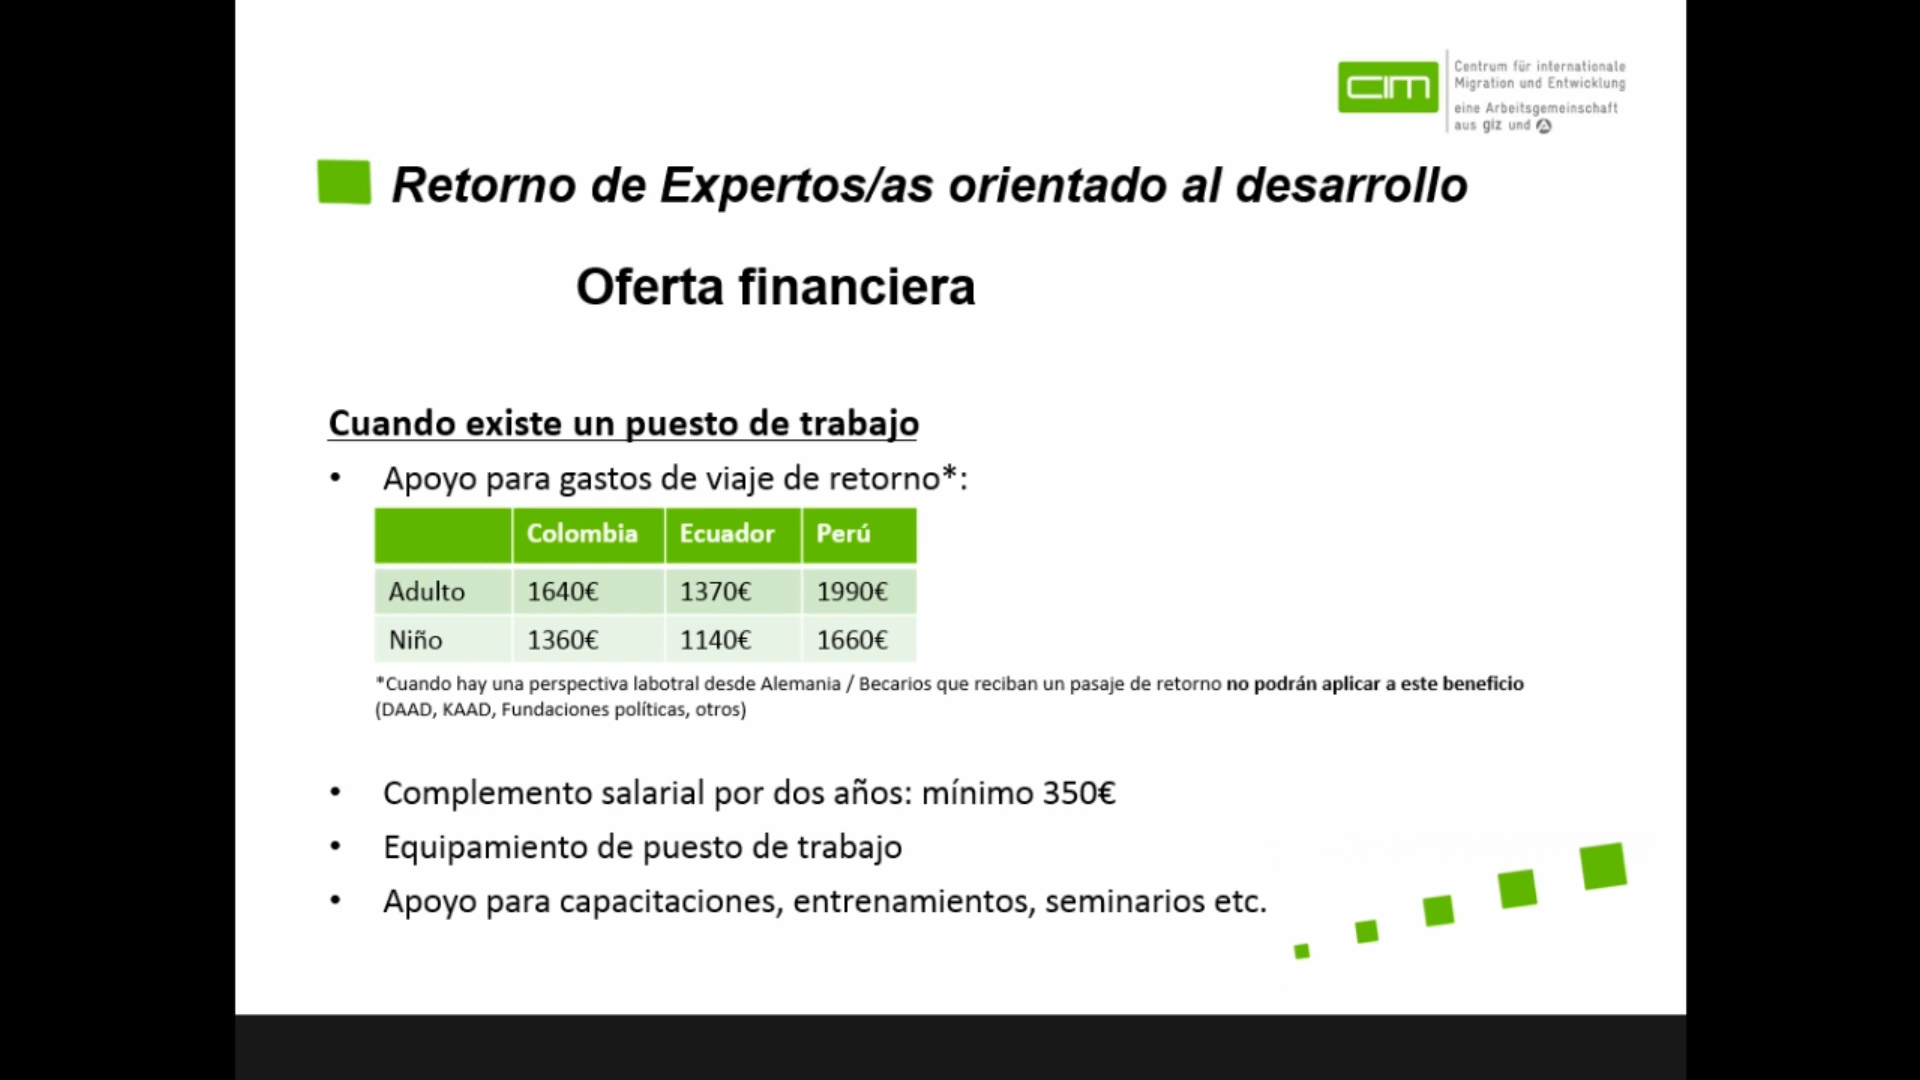 CIM
Centrum für internationale
Migration und Entwicklung
eine Arbeitsgemeinschaft
aus giz und
Retorno de Expertos/as orientado al desarrollo
Oferta financiera
Cuando existe un puesto de trabajo
• Apoyo para gastos de viaje de retorno*:
Colombia Ecuador Perú
Adulto 1640€ 1370€ 1990€
Niño 1360€ 1140€ 1660€
*Cuando hay una perspectiva labotral desde Alemania / Becarios que reciban un pasaje de retorno no podrán aplicar a este beneficio
(DAAD, KAAD, Fundaciones políticas, otros)
• Complemento salarial por dos años: mínimo 350€
• Equipamiento de puesto de trabajo
• Apoyo para capacitaciones, entrenamientos, seminarios etc.